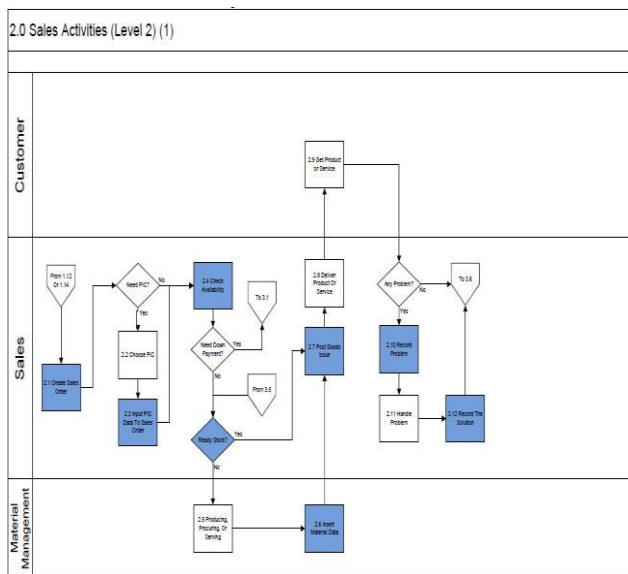 2.0 Sales Activities (Level 2) (1)
Customer
2.9 Get Product
or Service
Sales
From 1.12
Or 1.14
Need PIC?
No
Yes
2.4 Check
Availability
To 3.1
2.8 Deliver
Product Or
Service
Any Problem?
No
Yes
To 3.6
2.2 Choose PIC
Need Down
Payment?
Yes
No
2.7 Post Goods
Issue
2.10 Record
Problem
2.1 Create Sales
Order
2.3 Input PIC
Data To Sales
Order
From 3.5
Ready Stock?
Yes
No
2.11 Handle
Problem
2.12 Record The
Solution
Material
Management
2.5 Producing,
Procuring, Or
Serving
2.6 Insert
Material Data